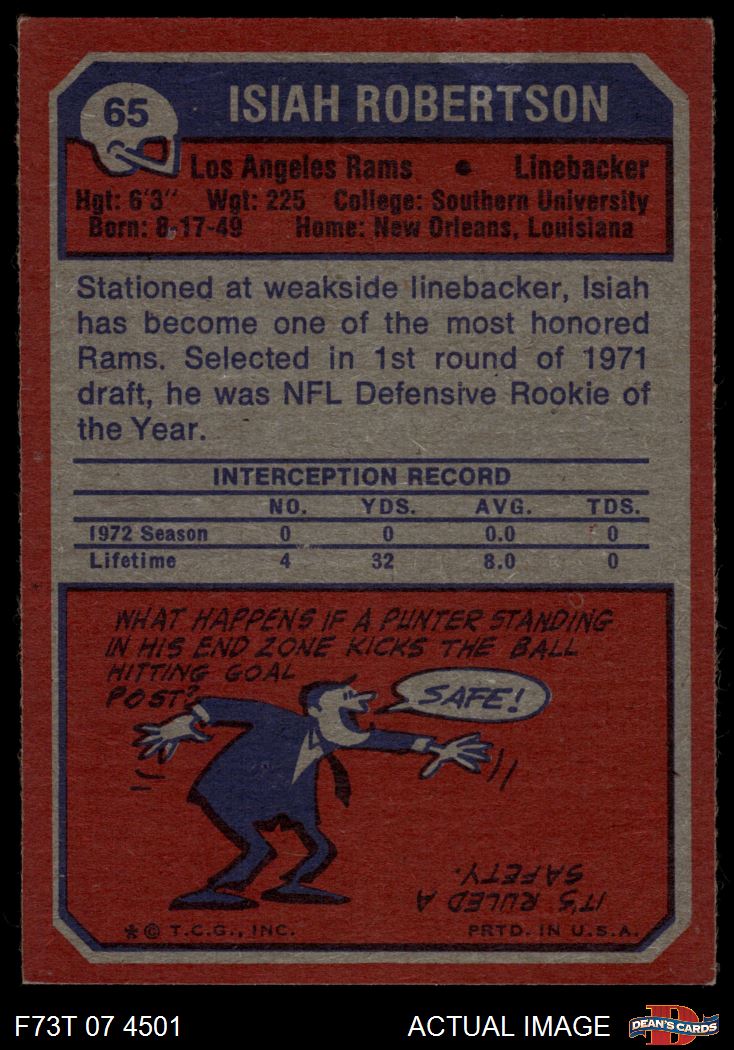 65
ISIAH ROBERTSON
Los Angeles Rams • Linebacker
Hgt: 6'3" Wgt: 225 College: Southern University
Born: 8-17-49 Home: New Orleans, Louisiana
Stationed at weakside linebacker, Isiah
has become one of the most honored
Rams. Selected in 1st round of 1971
draft, he was NFL Defensive Rookie of
the Year.
INTERCEPTION RECORD
NO. YDS. AVG. TDS.
1972 Season 0 0 0.0 0
Lifetime 4 32 8.0 0
WHAT HAPPENS IF A PUNTER STANDING
IN HIS END ZONE KICKS THE BALL
HITTING GOAL
POST?
SAFE!
IT'S RULED A
SAFETY.
*© T.C.G., INC. PRTD. IN U.S.A.
F73T 07 4501 ACTUAL IMAGE
D
DEAN'S CARDS